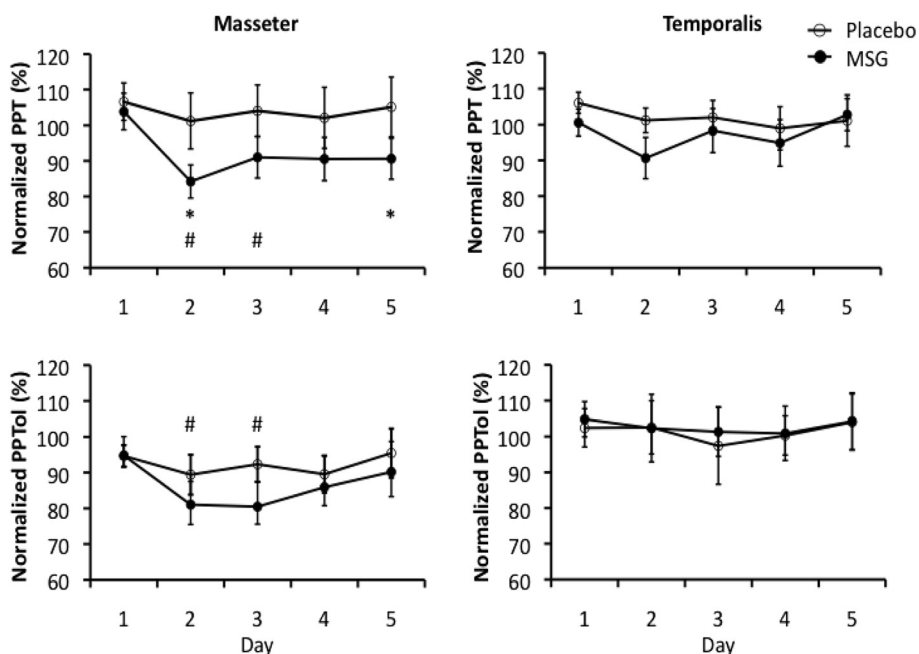 Masseter
Temporalis
Placebo
MSG
Normalized PPT (%)
120
110
100
90
80
70
60
*
#
#
*
1 2 3 4 5
Normalized PPT (%)
120
110
100
90
80
70
60
1 2 3 4 5
Normalized PPTol (%)
120
110
100
90
80
70
60
# #
1 2 3 4 5
Day
Normalized PPTol (%)
120
110
100
90
80
70
60
1 2 3 4 5
Day